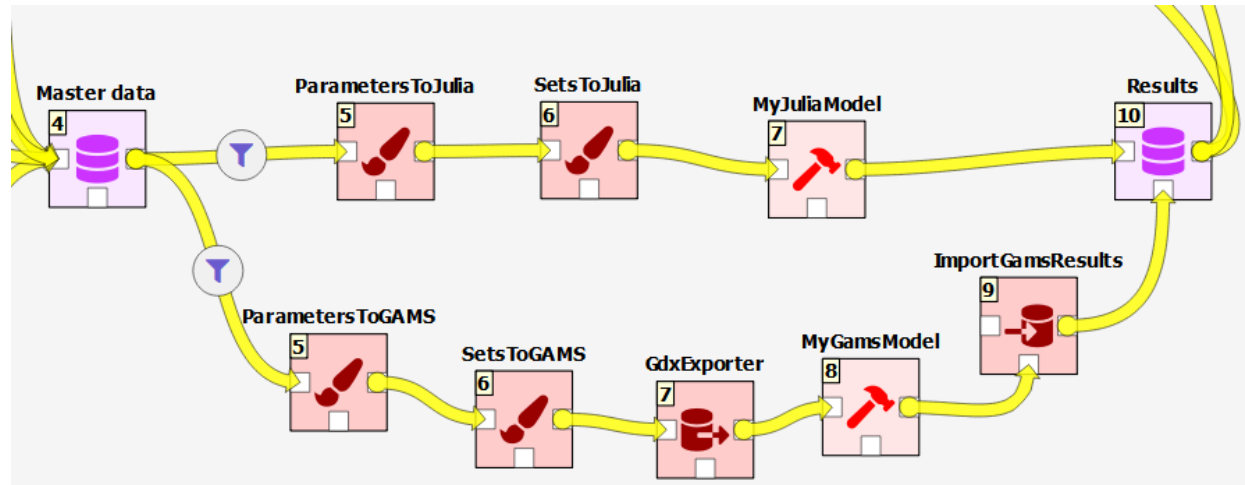 Master data
4
ParametersToJulia
5
SetsToJulia
6
MyJuliaModel
7
Results
10
ParametersToGAMS
5
SetsToGAMS
6
GdxExporter
7
MyGamsModel
8
ImportGamsResults
9